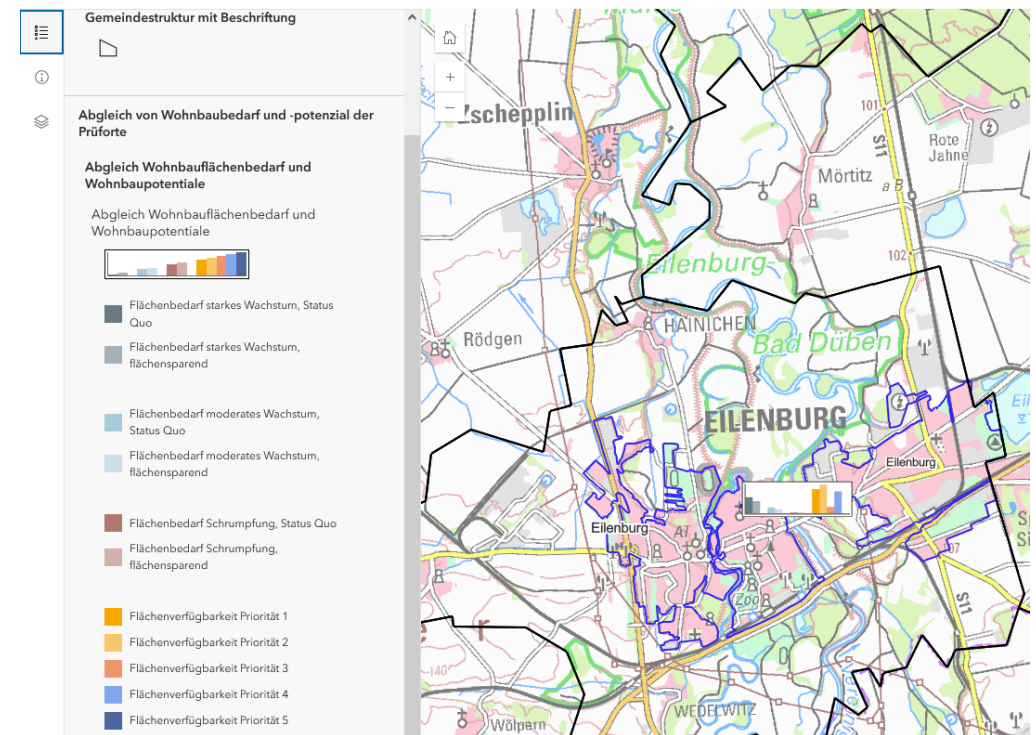 Gemeindestruktur mit Beschriftung
Abgleich von Wohnbaubedarf und -potenzial der
Prüforte
Abgleich Wohnbauflächenbedarf und
Wohnbaupotentiale
Abgleich Wohnbauflächenbedarf und
Wohnbaupotentiale
Flächenbedarf starkes Wachstum, Status
Quo
Flächenbedarf starkes Wachstum,
flächensparend
Flächenbedarf moderates Wachstum,
Status Quo
Flächenbedarf moderates Wachstum,
flächensparend
Flächenbedarf Schrumpfung, Status Quo
Flächenbedarf Schrumpfung,
flächensparend
Flächenverfügbarkeit Priorität 1
Flächenverfügbarkeit Priorität 2
Flächenverfügbarkeit Priorität 3
Flächenverfügbarkeit Priorität 4
Flächenverfügbarkeit Priorität 5
+
−
Zschepplin
101
S11
Rote
Jahne
Mörtitz
a B
102
Eilenburg-
HAINICHEN
Rödgen
Bad Düben
EILENBURG
Eil
Eilenburg
Eilenburg
Zoo
S11
140
r
WEDELWITZ
Wölpern